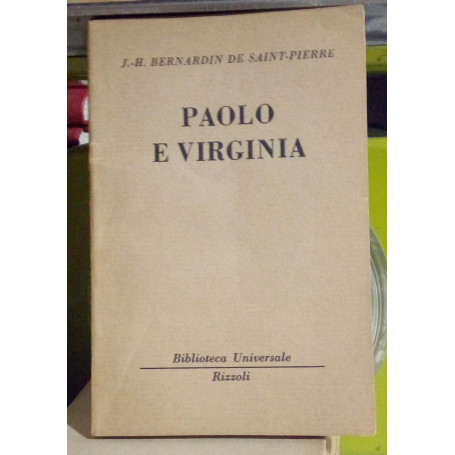 J.-H. BERNARDIN DE SAINT-PIERRE
PAOLO
E VIRGINIA
Biblioteca Universale
Rizzoli